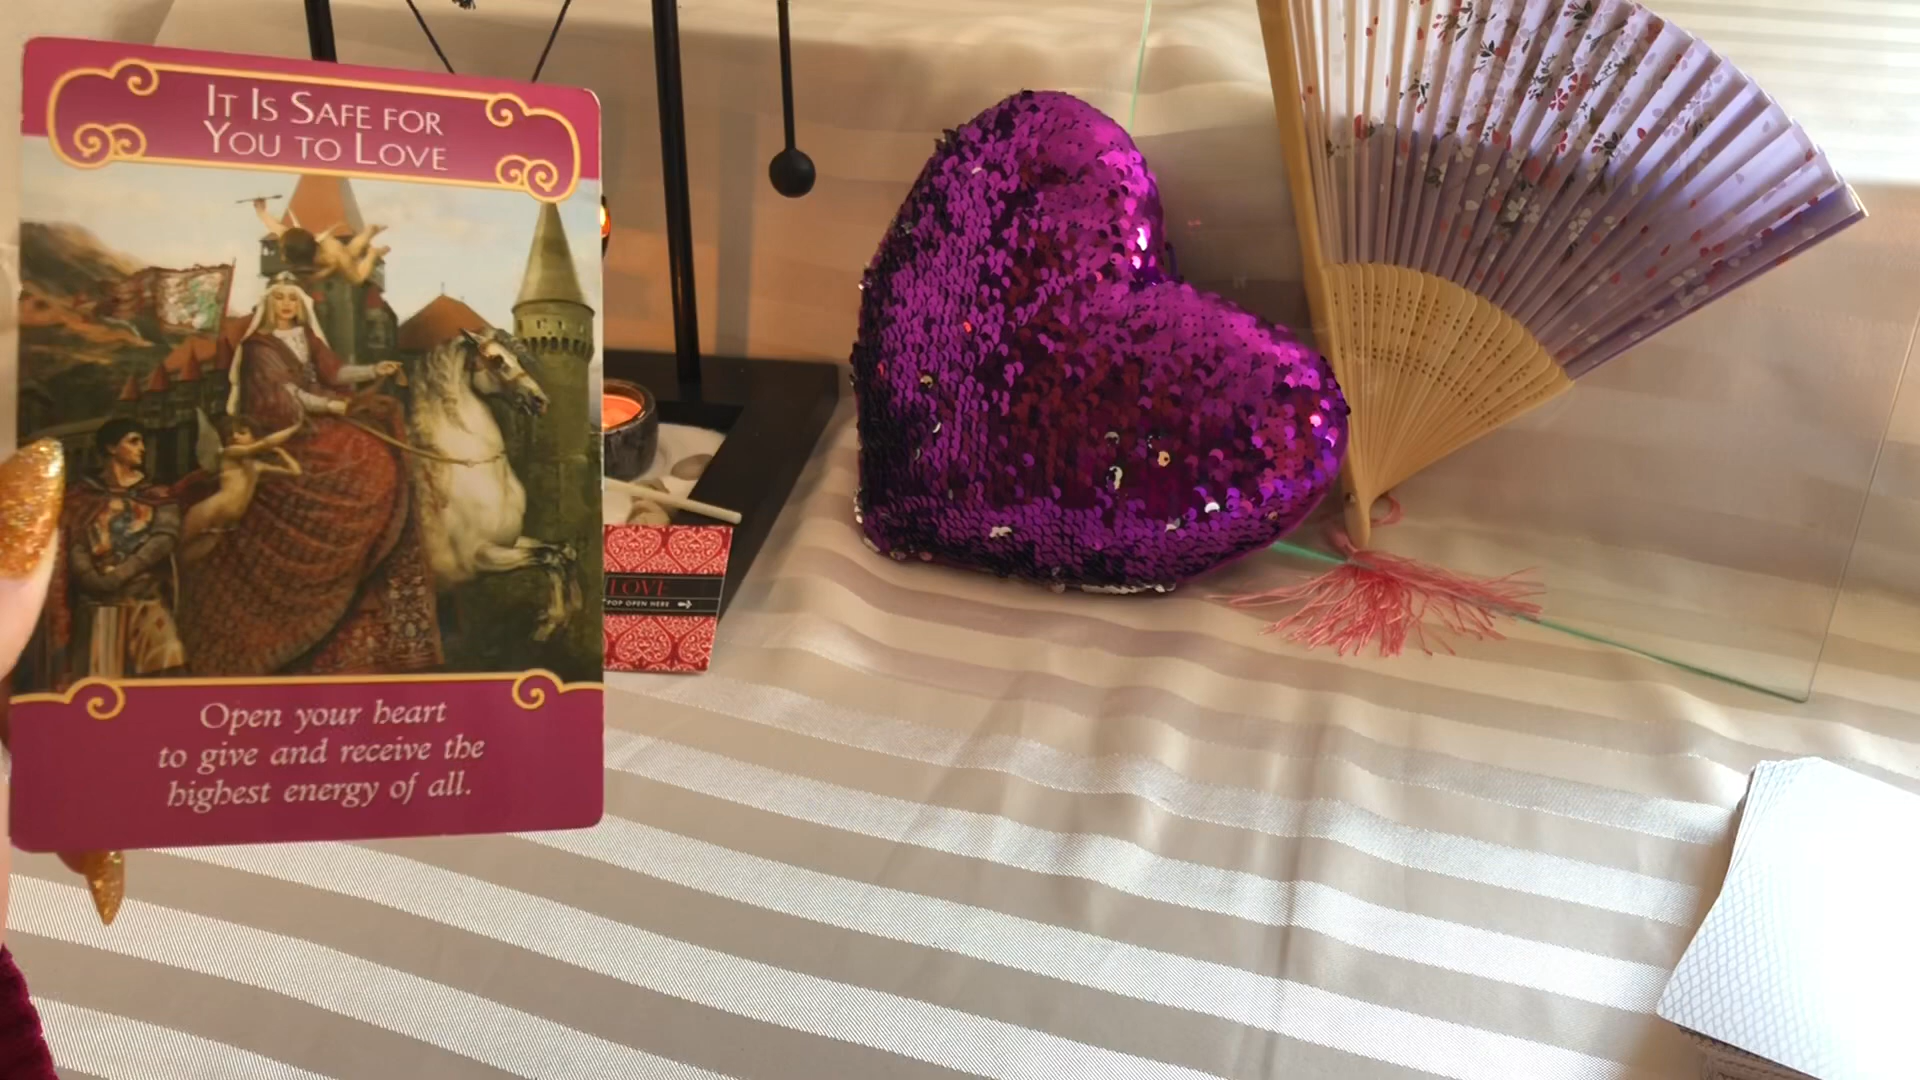 It Is Safe for
You to Love
Open your heart
to give and receive the
highest energy of all.
LOVE
POP OPEN HERE